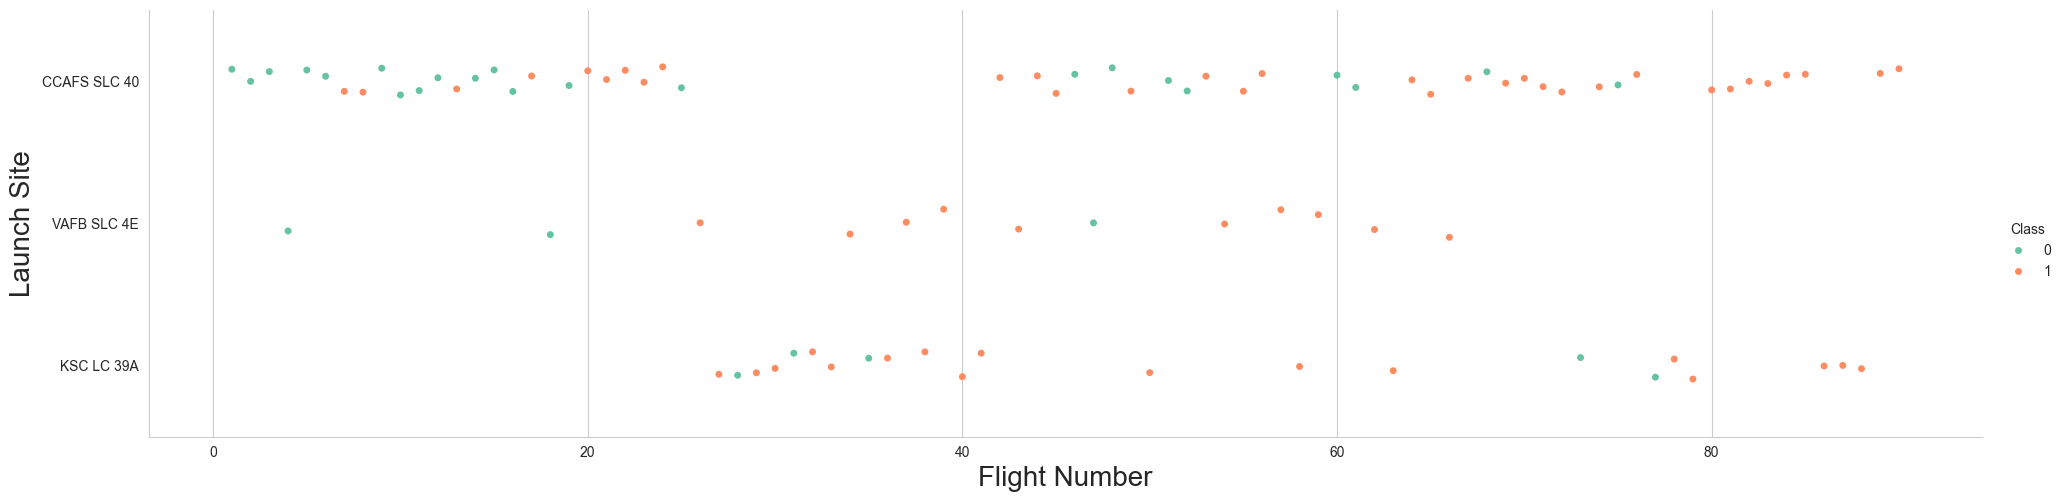 Launch Site
CCAFS SLC 40
VAFB SLC 4E
KSC LC 39A
0 20 40 60 80
Flight Number
Class
0
1